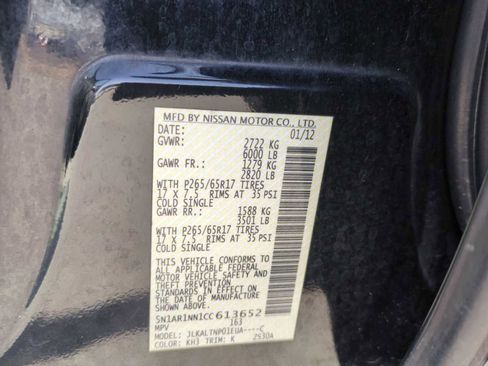 MFD BY NISSAN MOTOR CO., LTD.
DATE: 01/12
GVWR: 2722 KG
6000 LB
GAWR FR.: 1279 KG
2820 LB
WITH P265/65R17 TIRES
17 X 7.5 RIMS AT 35 PSI
COLD SINGLE
GAWR RR.: 1588 KG
3501 LB
WITH P265/65R17 TIRES
17 X 7.5 RIMS AT 35 PSI
COLD SINGLE
THIS VEHICLE CONFORMS TO
ALL APPLICABLE FEDERAL
MOTOR VEHICLE SAFETY
AND THEFT PREVENTION
STANDARDS IN EFFECT ON
THE DATE OF MANUFACTURE
SHOWN ABOVE.
5N1AR1NN1CC613652
MPV 163
MODEL: JLKALTNP01EUA----C
COLOR: KH3 TRIM: K 2930A